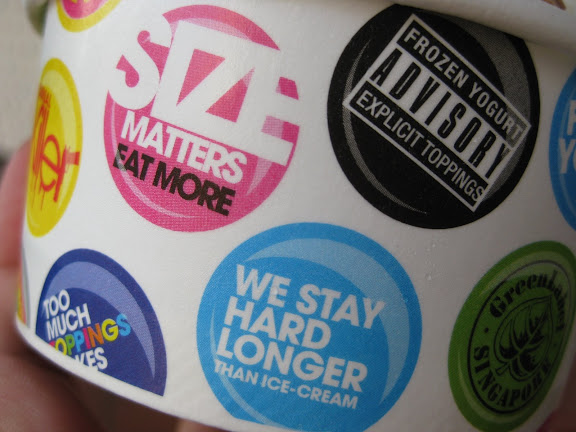 SIZE
MATTERS
EAT MORE
FROZEN YOGURT
ADVISORY
EXPLICIT TOPPINGS
TOO
MUCH
TOPPINGS
WE STAY
HARD
LONGER
THAN ICE-CREAM
SINGAPORE